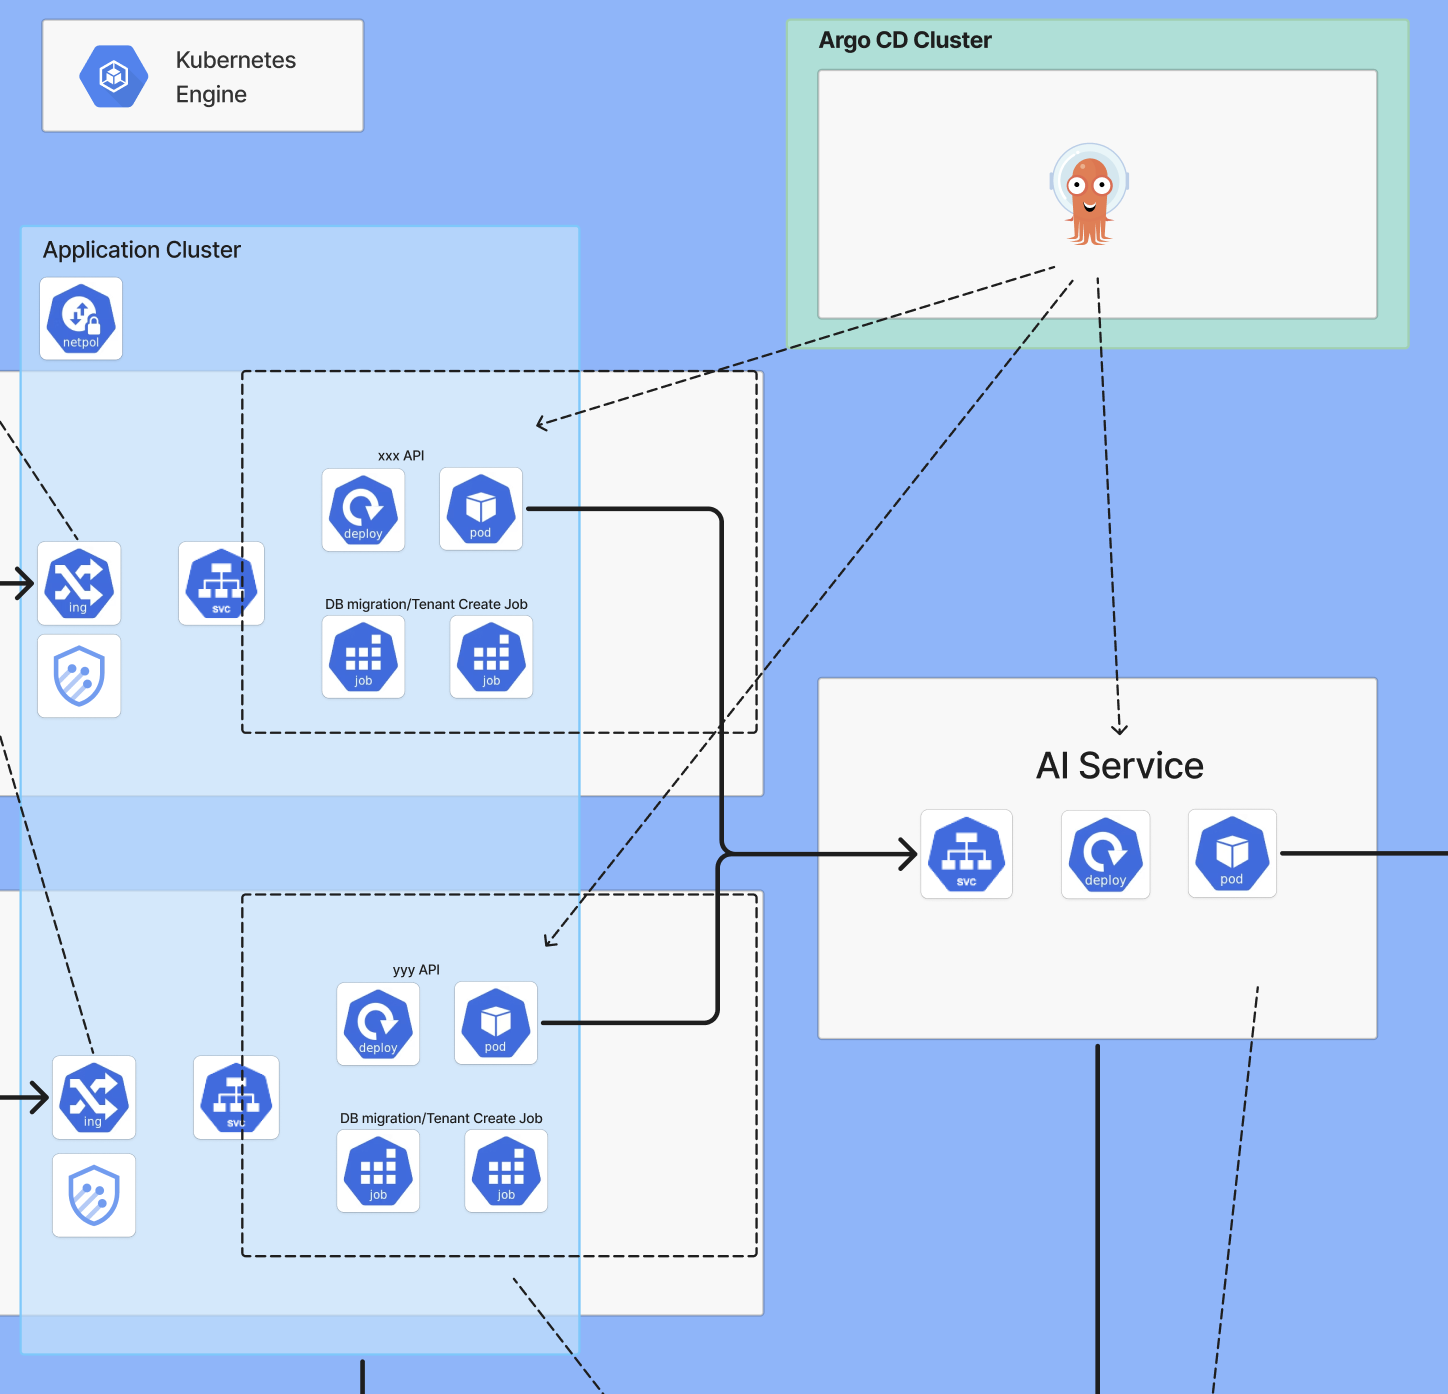 Kubernetes
Engine
Argo CD Cluster
Application Cluster
netpol
xxx API
deploy
pod
ing
svc
DB migration/Tenant Create Job
job
job
AI Service
svc
deploy
pod
yyy API
deploy
pod
ing
svc
DB migration/Tenant Create Job
job
job